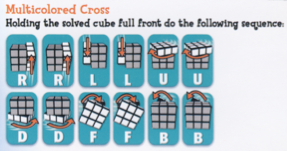 Multicolored Cross
Holding the solved cube full front do the following sequence:
R R L L U U
D D F F B B